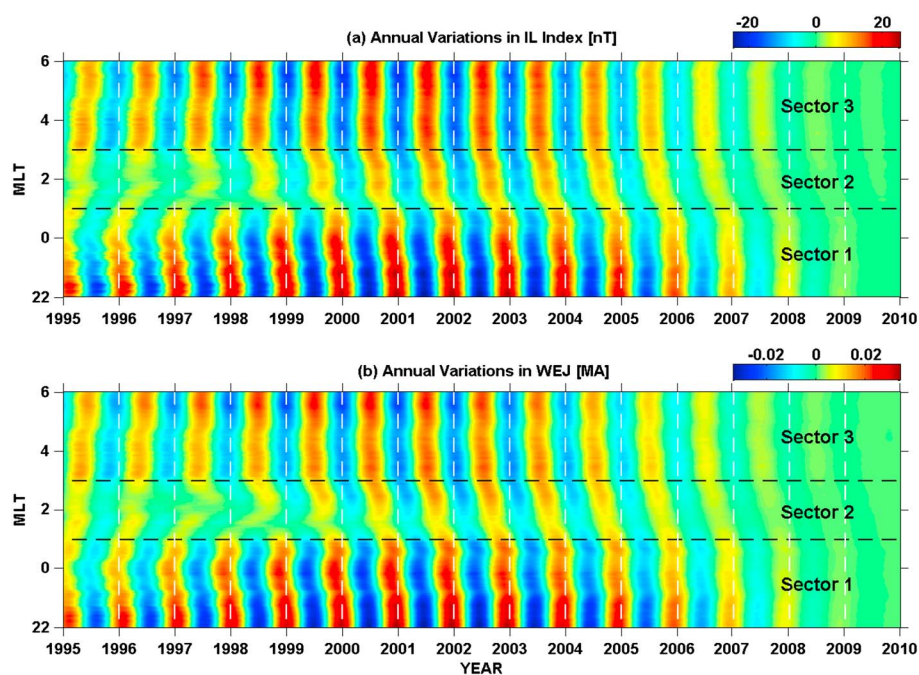 (a) Annual Variations in IL Index [nT]
-20 0 20
6
4
2
0
22
MLT
Sector 3
Sector 2
Sector 1
1995 1996 1997 1998 1999 2000 2001 2002 2003 2004 2005 2006 2007 2008 2009 2010
(b) Annual Variations in WEJ [MA]
-0.02 0 0.02
6
4
2
0
22
MLT
Sector 3
Sector 2
Sector 1
1995 1996 1997 1998 1999 2000 2001 2002 2003 2004 2005 2006 2007 2008 2009 2010
YEAR